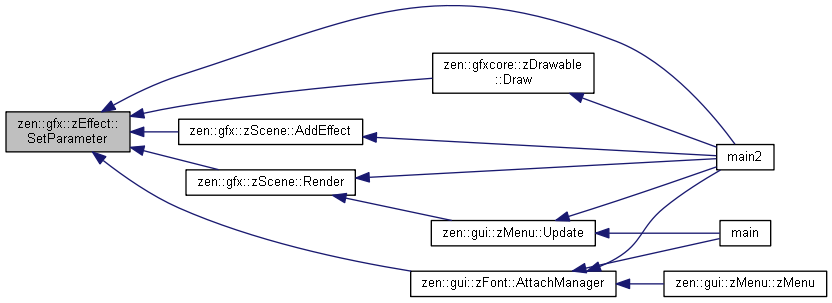 zen::gfx::zEffect::
SetParameter
zen::gfxcore::zDrawable
::Draw
zen::gfx::zScene::AddEffect
zen::gfx::zScene::Render
main2
zen::gui::zMenu::Update
main
zen::gui::zFont::AttachManager
zen::gui::zMenu::zMenu